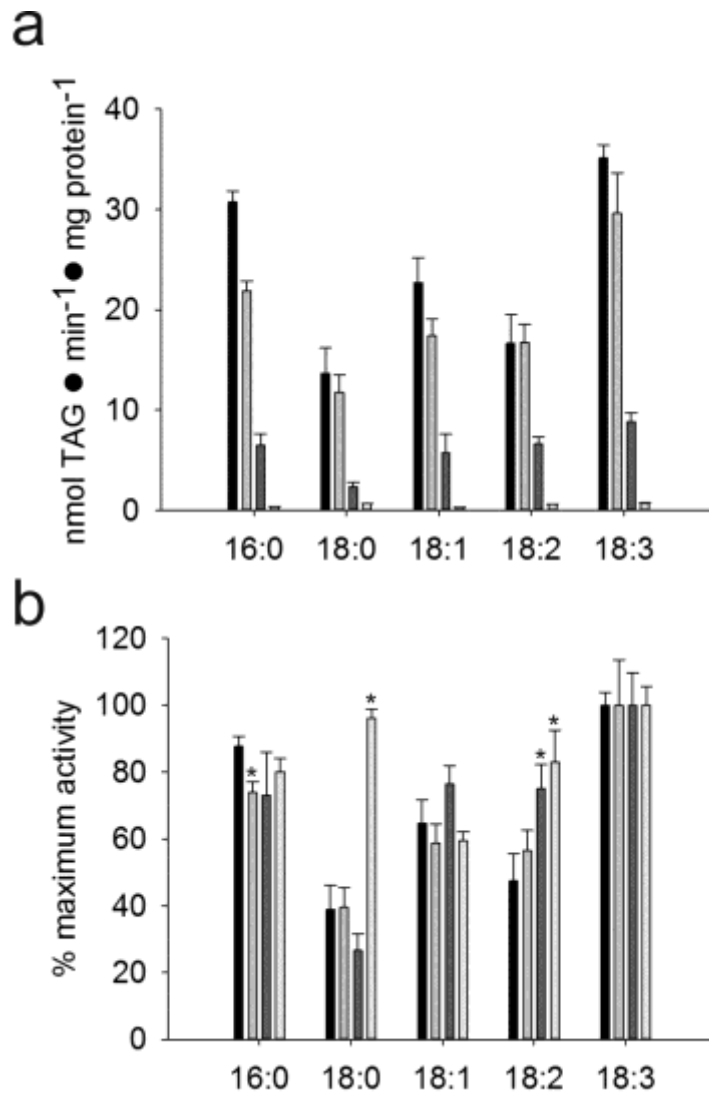 a
nmol TAG ● min-1 ● mg protein-1
40
30
20
10
0
16:0 18:0 18:1 18:2 18:3
b
% maximum activity
120
100
80
60
40
20
0
* * * *
16:0 18:0 18:1 18:2 18:3